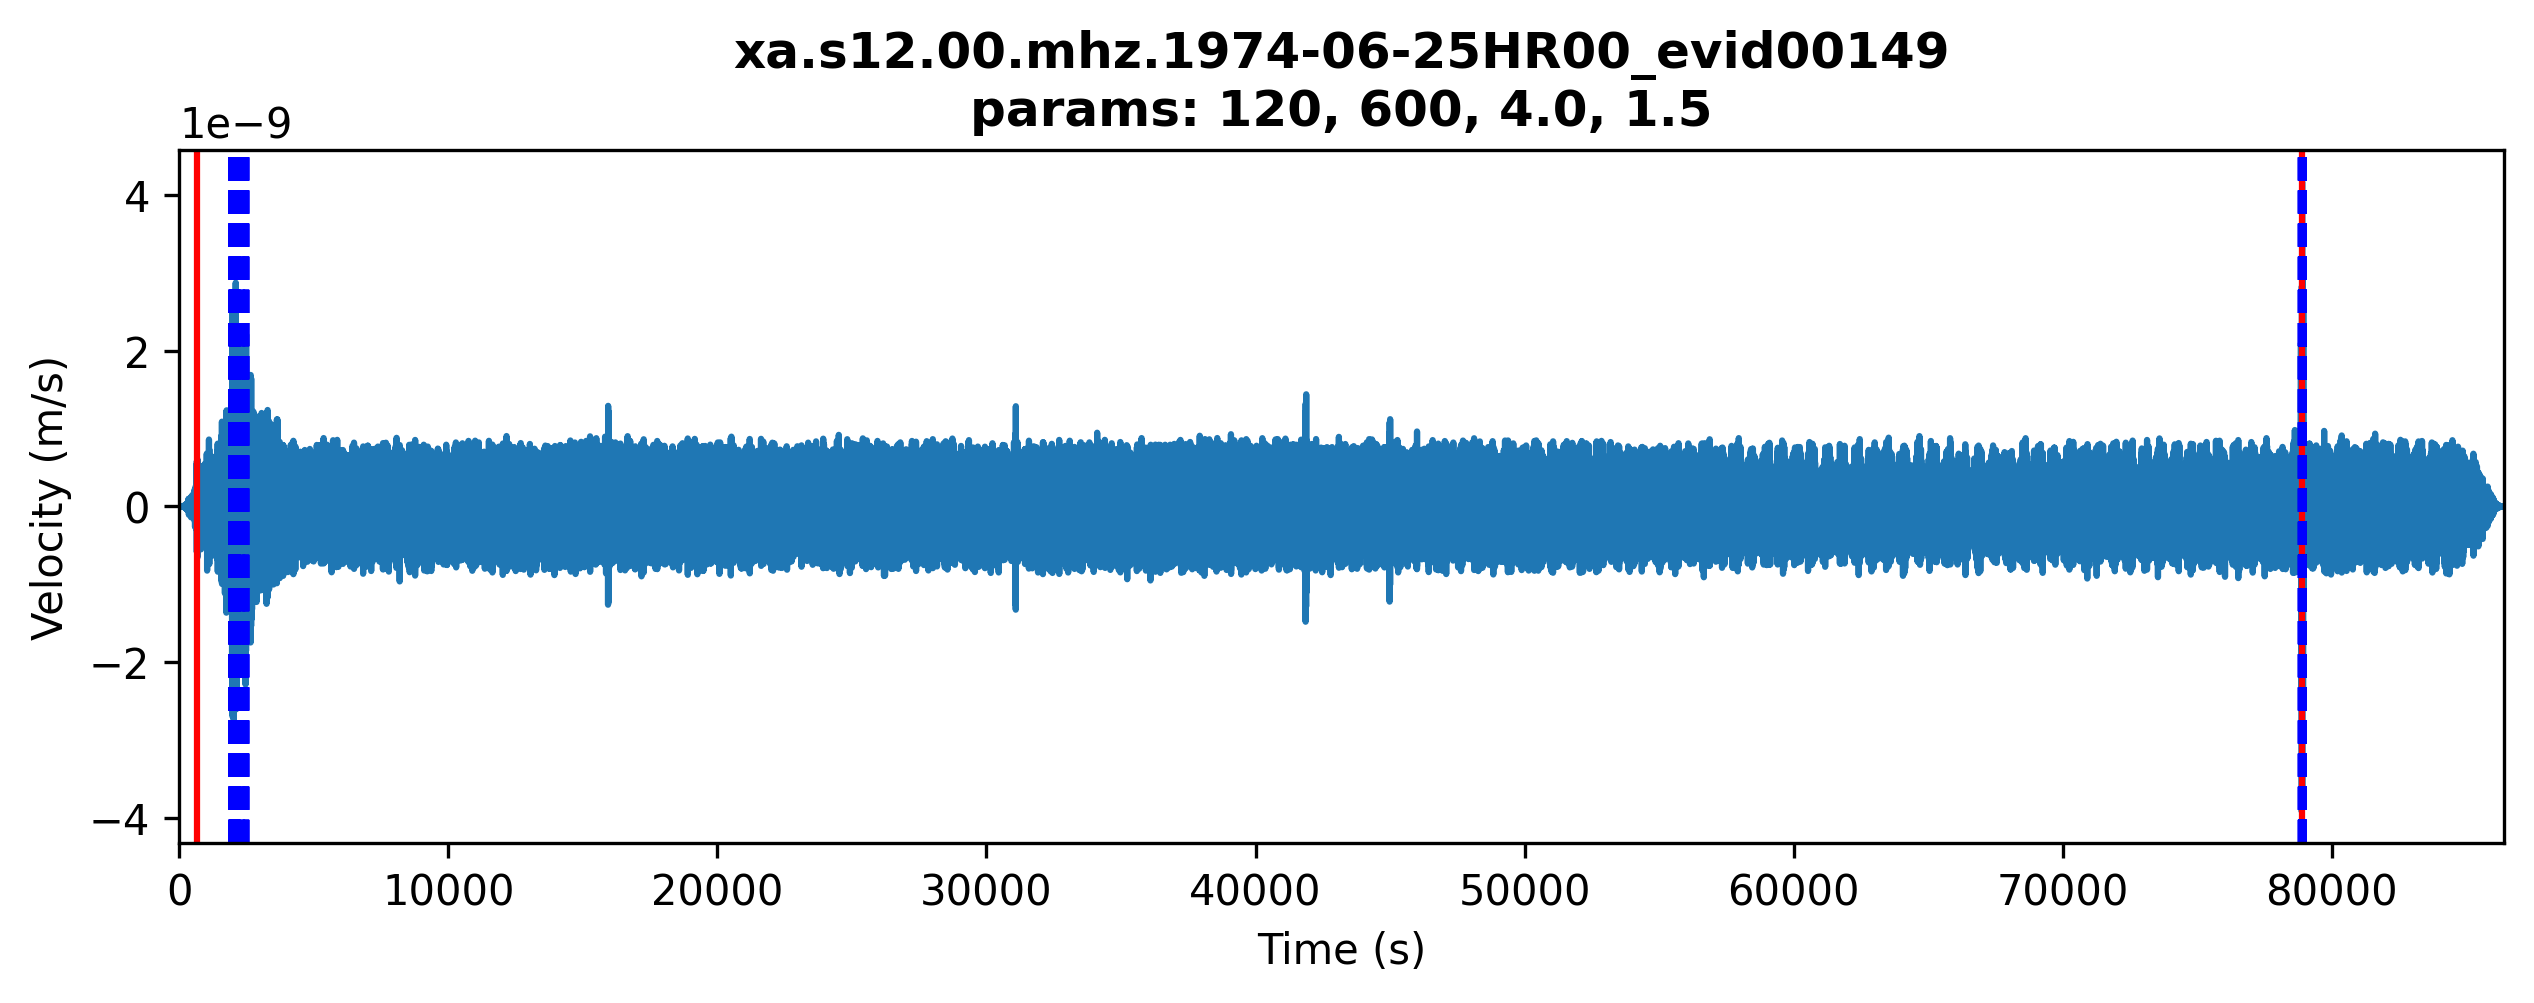 xa.s12.00.mhz.1974-06-25HR00_evid00149
params: 120, 600, 4.0, 1.5
1e−9
4
2
0
−2
−4
Velocity (m/s)
0 10000 20000 30000 40000 50000 60000 70000 80000
Time (s)